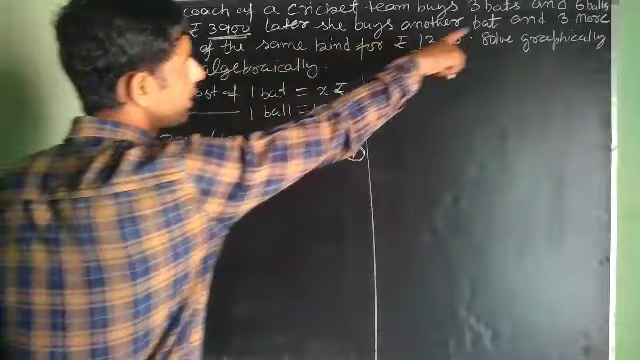 coach of a Cricket team buys 3 bats and 6 balls
₹ 3900 later she buys another bat and 3 more
of the same kind for ₹ 1 . Solve graphically
algebraically.
cost of 1 bat = x ₹
1 ball =